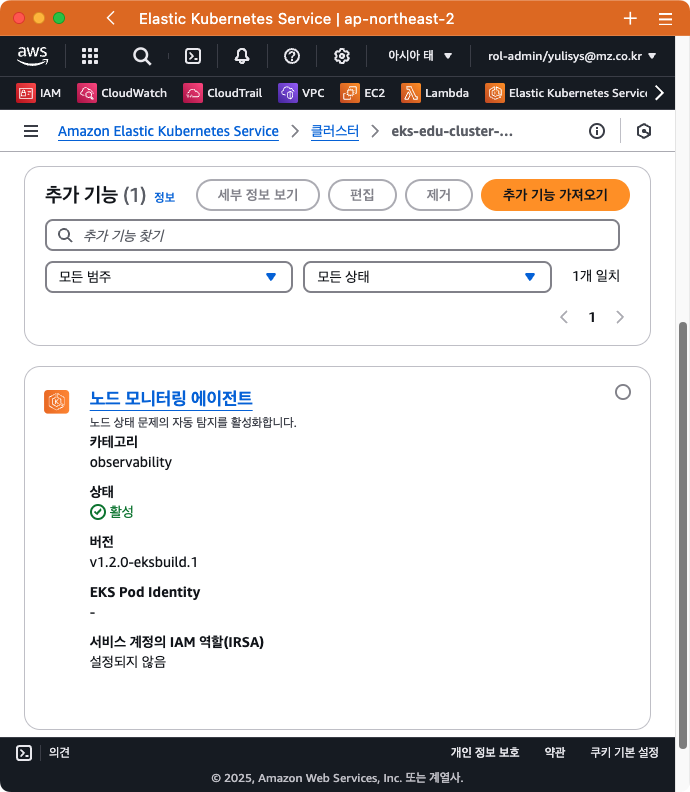 Elastic Kubernetes Service | ap-northeast-2
aws
아시아 태
rol-admin/yulisys@mz.co.kr
IAM
CloudWatch
CloudTrail
VPC
EC2
Lambda
Elastic Kubernetes Service
Amazon Elastic Kubernetes Service
클러스터
eks-edu-cluster-...
추가 기능 (1) 정보
세부 정보 보기
편집
제거
추가 기능 가져오기
추가 기능 찾기
모든 범주
모든 상태
1개 일치
1
노드 모니터링 에이전트
노드 상태 문제의 자동 탐지를 활성화합니다.
카테고리
observability
상태
활성
버전
v1.2.0-eksbuild.1
EKS Pod Identity
-
서비스 계정의 IAM 역할(IRSA)
설정되지 않음
의견
개인 정보 보호
약관
쿠키 기본 설정
© 2025, Amazon Web Services, Inc. 또는 계열사.